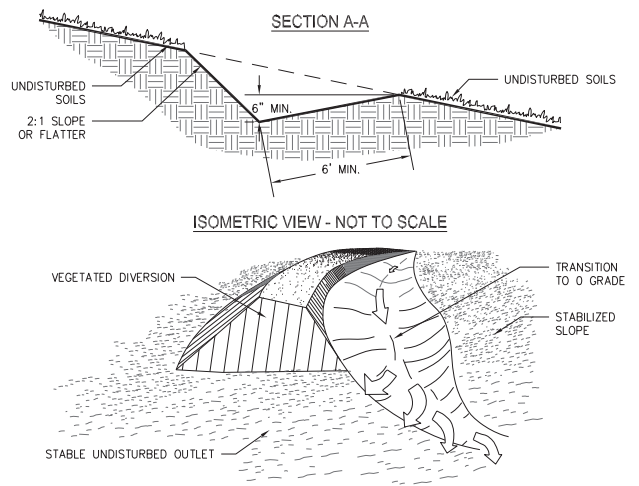 SECTION A-A
UNDISTURBED
SOILS
2:1 SLOPE
OR FLATTER
6" MIN.
UNDISTURBED SOILS
6' MIN.
ISOMETRIC VIEW - NOT TO SCALE
VEGETATED DIVERSION
TRANSITION
TO 0 GRADE
STABILIZED
SLOPE
STABLE UNDISTURBED OUTLET